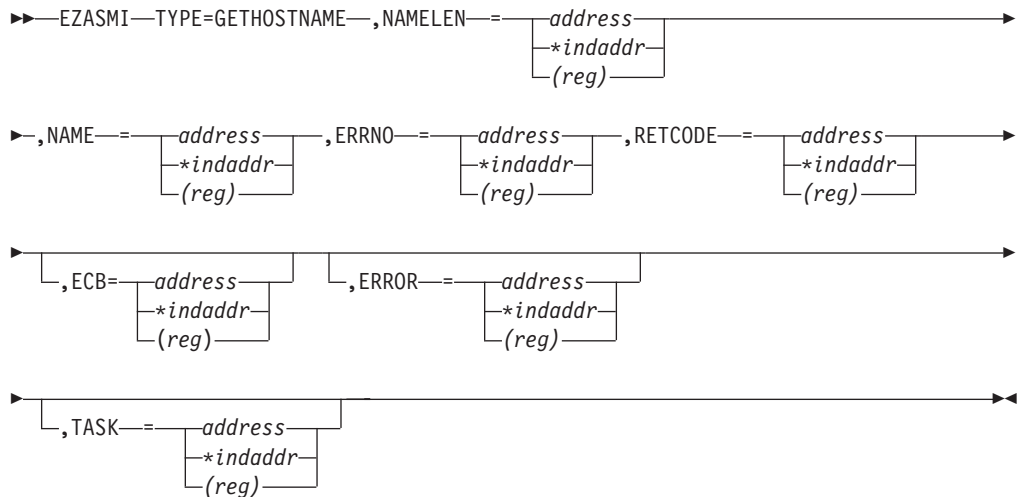 EZASMI TYPE=GETHOSTNAME ,NAMELEN = address
*indaddr
(reg)
,NAME = address ,ERRNO = address ,RETCODE = address
*indaddr *indaddr *indaddr
(reg) (reg) (reg)
,ECB= address ,ERROR = address
*indaddr *indaddr
(reg) (reg)
,TASK = address
*indaddr
(reg)